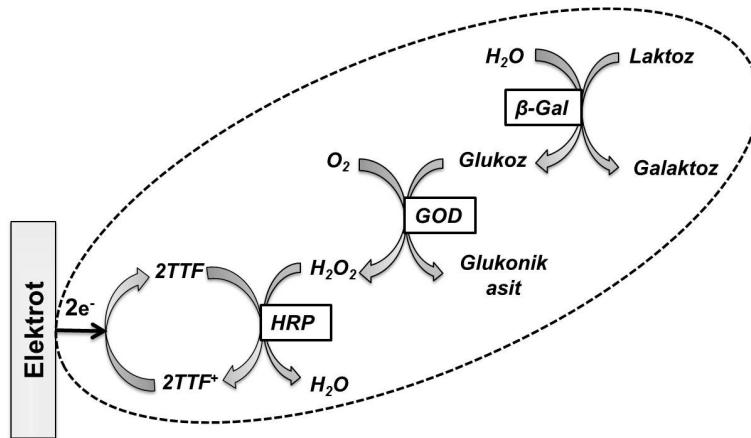 H₂O Laktoz
β-Gal
O₂ Glukoz Galaktoz
GOD
2TTF H₂O₂ Glukonik
asit
Elektrot
2e⁻
HRP
2TTF⁺ H₂O